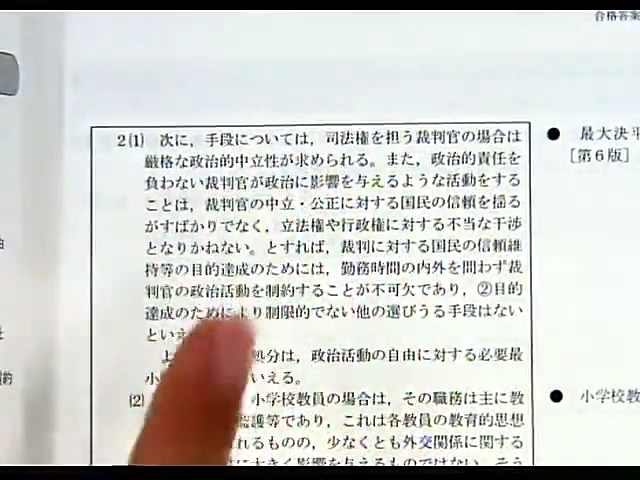 合格答案
2(1) 次に，手段については，司法権を担う裁判官の場合は
厳格な政治的中立性が求められる。また，政治的責任を
負わない裁判官が政治に影響を与えるような活動をする
ことは，裁判官の中立・公正に対する国民の信頼を揺る
がすばかりでなく，立法権や行政権に対する不当な干渉
となりかねない。とすれば，裁判に対する国民の信頼維
持等の目的達成のためには，勤務時間の内外を問わず裁
判官の政治活動を制約することが不可欠であり，②目的
達成のためにより制限的でない他の選びうる手段はない
といえ
上 処分は，政治活動の自由に対する必要最
小 いえる。
(2) 小学校教員の場合は，その職務は主に教
監護等であり，これは各教員の教育的思想
れるものの，少なくとも外交関係に関する
に大きく影響を与えるものではない。そう
● 最大決平
［第６版］
● 小学校教